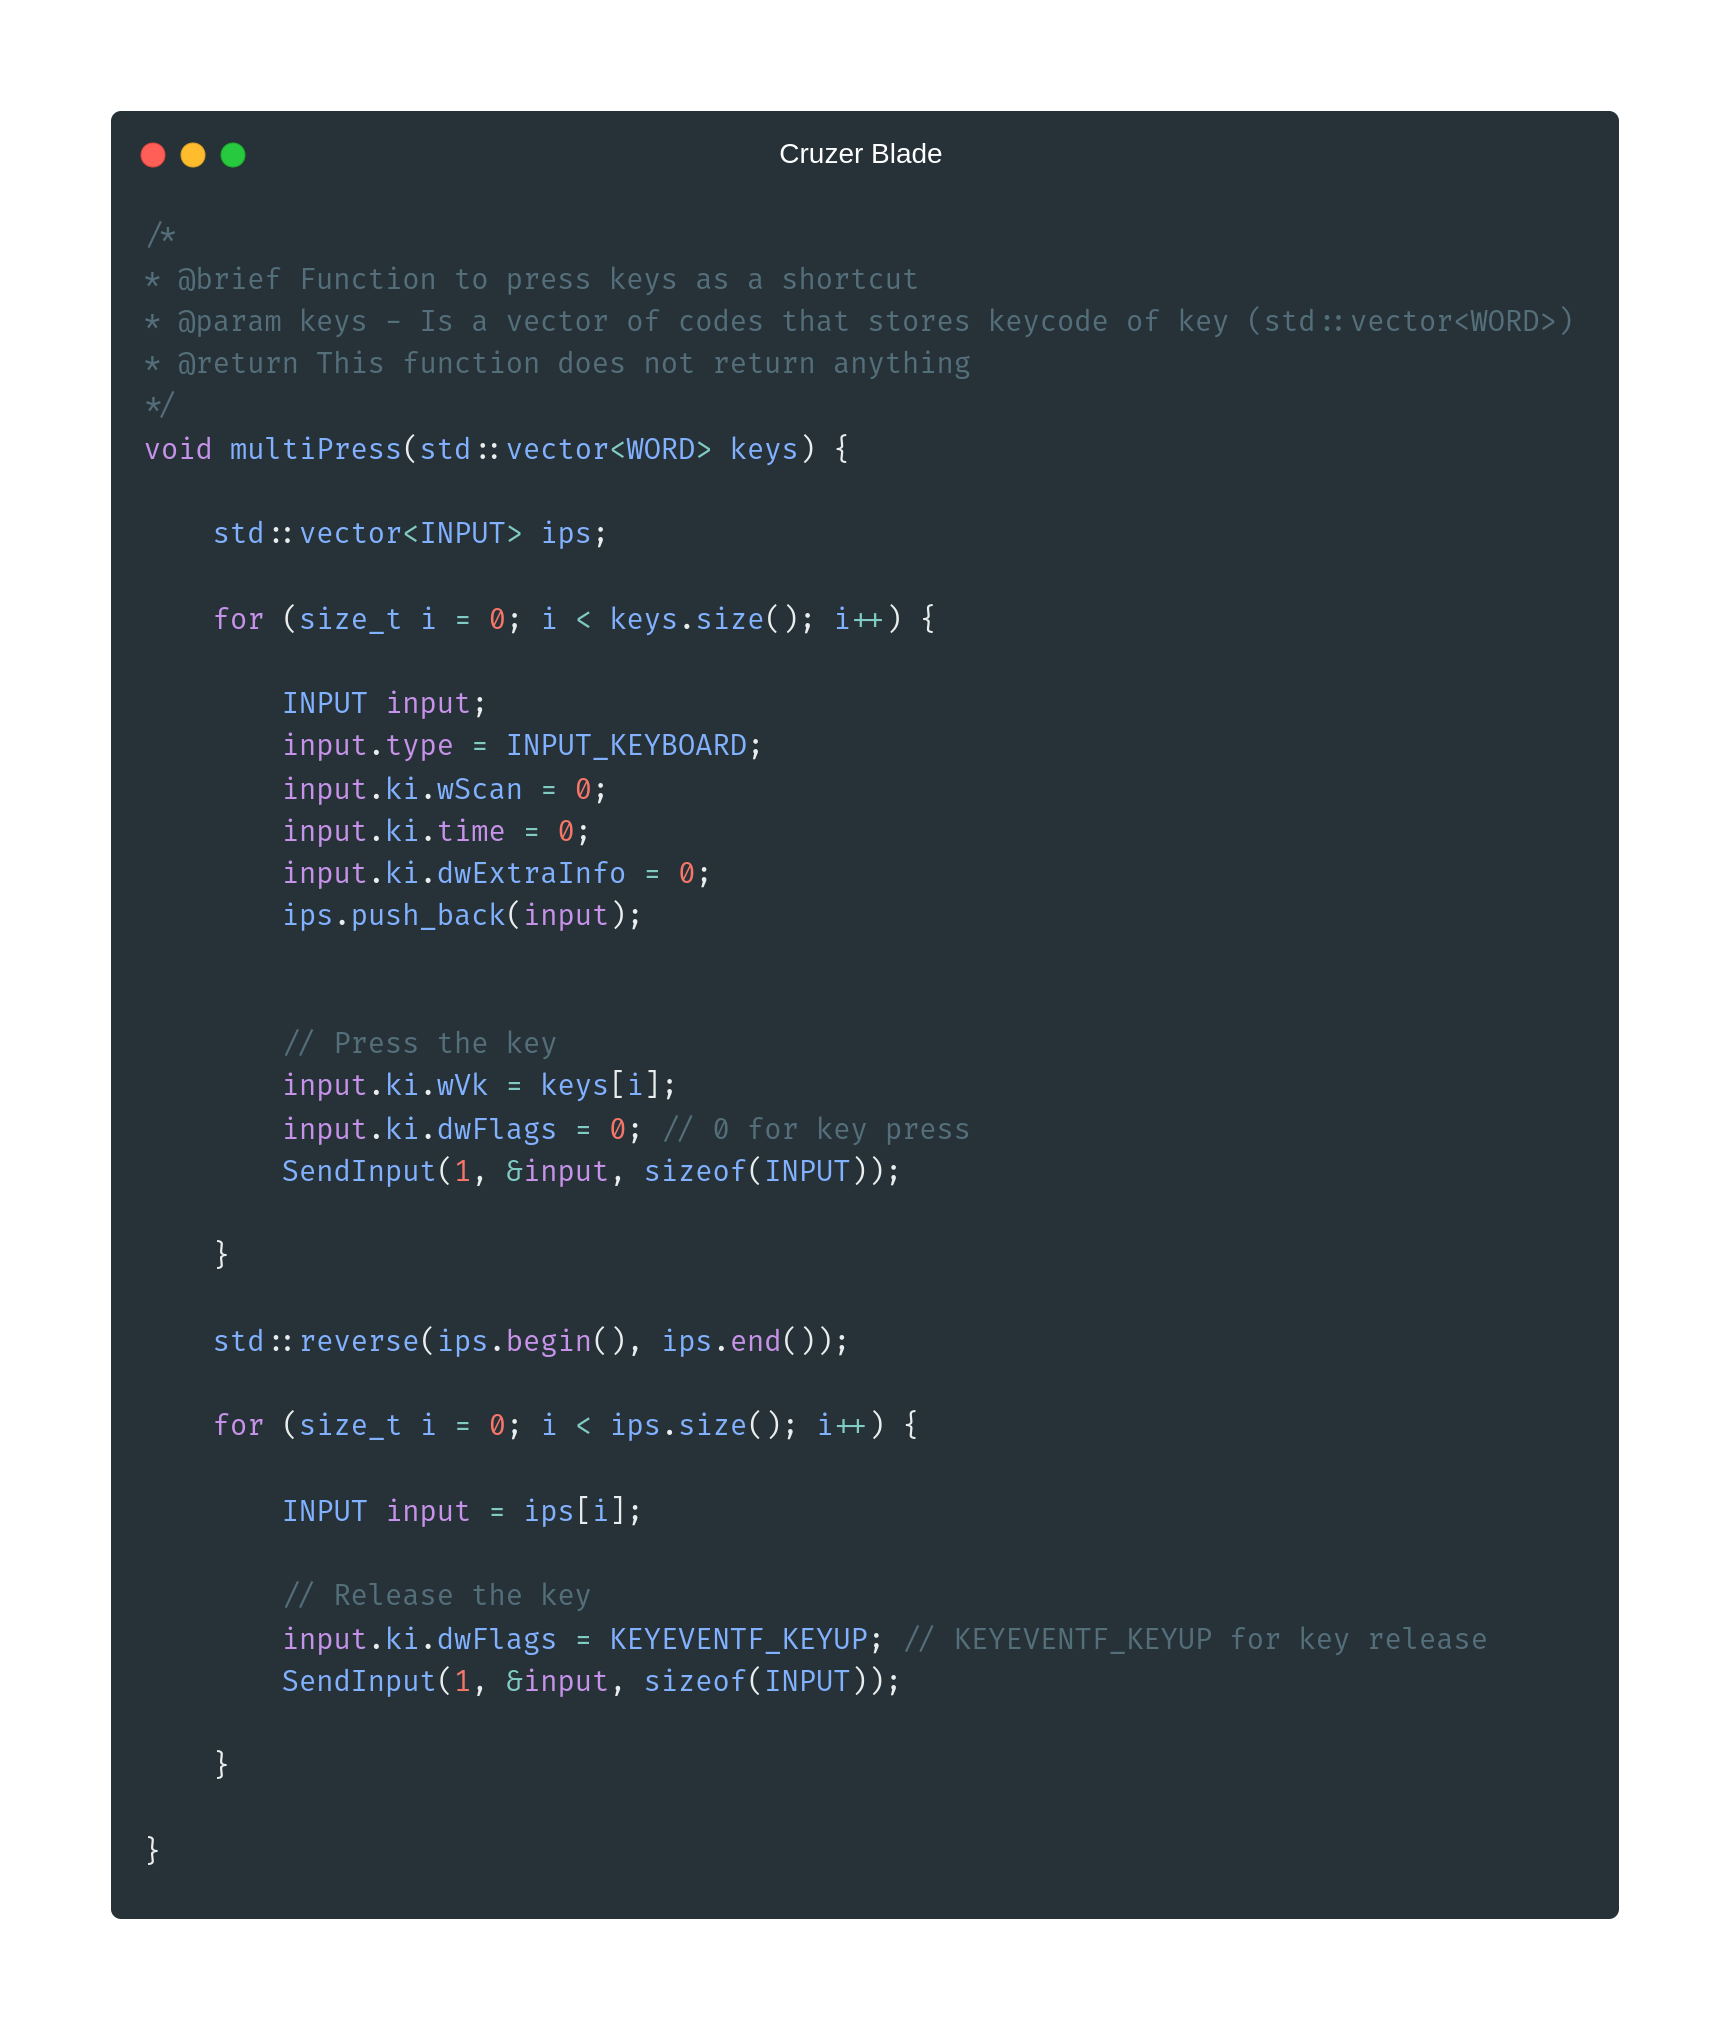 Cruzer Blade
/*
* @brief Function to press keys as a shortcut
* @param keys - Is a vector of codes that stores keycode of key (std::vector<WORD>)
* @return This function does not return anything
*/
void multiPress(std::vector<WORD> keys) {
    std::vector<INPUT> ips;
    for (size_t i = 0; i < keys.size(); i++) {
        INPUT input;
        input.type = INPUT_KEYBOARD;
        input.ki.wScan = 0;
        input.ki.time = 0;
        input.ki.dwExtraInfo = 0;
        ips.push_back(input);
        // Press the key
        input.ki.wVk = keys[i];
        input.ki.dwFlags = 0; // 0 for key press
        SendInput(1, &input, sizeof(INPUT));
    }
    std::reverse(ips.begin(), ips.end());
    for (size_t i = 0; i < ips.size(); i++) {
        INPUT input = ips[i];
        // Release the key
        input.ki.dwFlags = KEYEVENTF_KEYUP; // KEYEVENTF_KEYUP for key release
        SendInput(1, &input, sizeof(INPUT));
    }
}